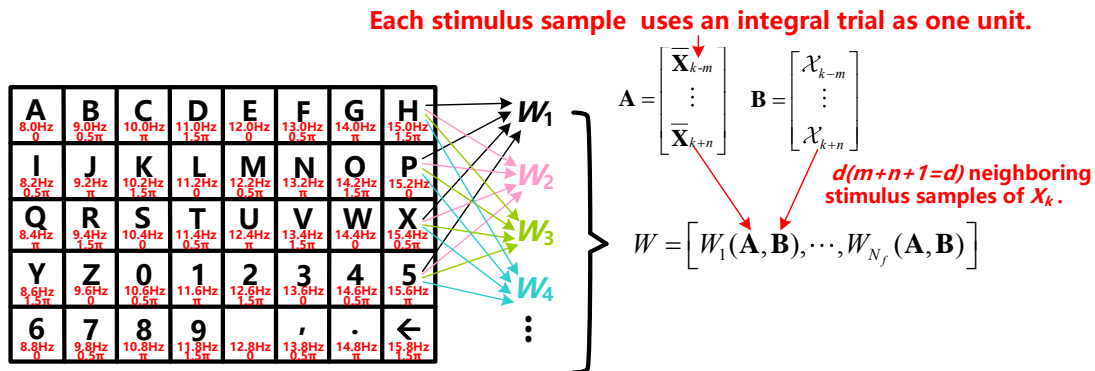 Each stimulus sample uses an integral trial as one unit.
A B C D E F G H
8.0Hz 9.0Hz 10.0Hz 11.0Hz 12.0Hz 13.0Hz 14.0Hz 15.0Hz
0 0.5π π 1.5π 0 0.5π π 1.5π
I J K L M N O P
8.2Hz 9.2Hz 10.2Hz 11.2Hz 12.2Hz 13.2Hz 14.2Hz 15.2Hz
0.5π π 1.5π 0 0.5π π 1.5π 0
Q R S T U V W X
8.4Hz 9.4Hz 10.4Hz 11.4Hz 12.4Hz 13.4Hz 14.4Hz 15.4Hz
π 1.5π 0 0.5π π 1.5π 0 0.5π
Y Z 0 1 2 3 4 5
8.6Hz 9.6Hz 10.6Hz 11.6Hz 12.6Hz 13.6Hz 14.6Hz 15.6Hz
1.5π 0 0.5π π 1.5π 0 0.5π π
6 7 8 9 , . ←
8.8Hz 9.8Hz 10.8Hz 11.8Hz 12.8Hz 13.8Hz 14.8Hz 15.8Hz
0 0.5π π 1.5π 0 0.5π π 1.5π
W1
W2
W3
W4
⋮
A = [X̅k-m ⋮ X̅k+n] B = [𝒳k−m ⋮ 𝒳k+n]
d(m+n+1=d) neighboring
stimulus samples of Xk .
W = [W1(A,B),⋯,WNf (A,B)]